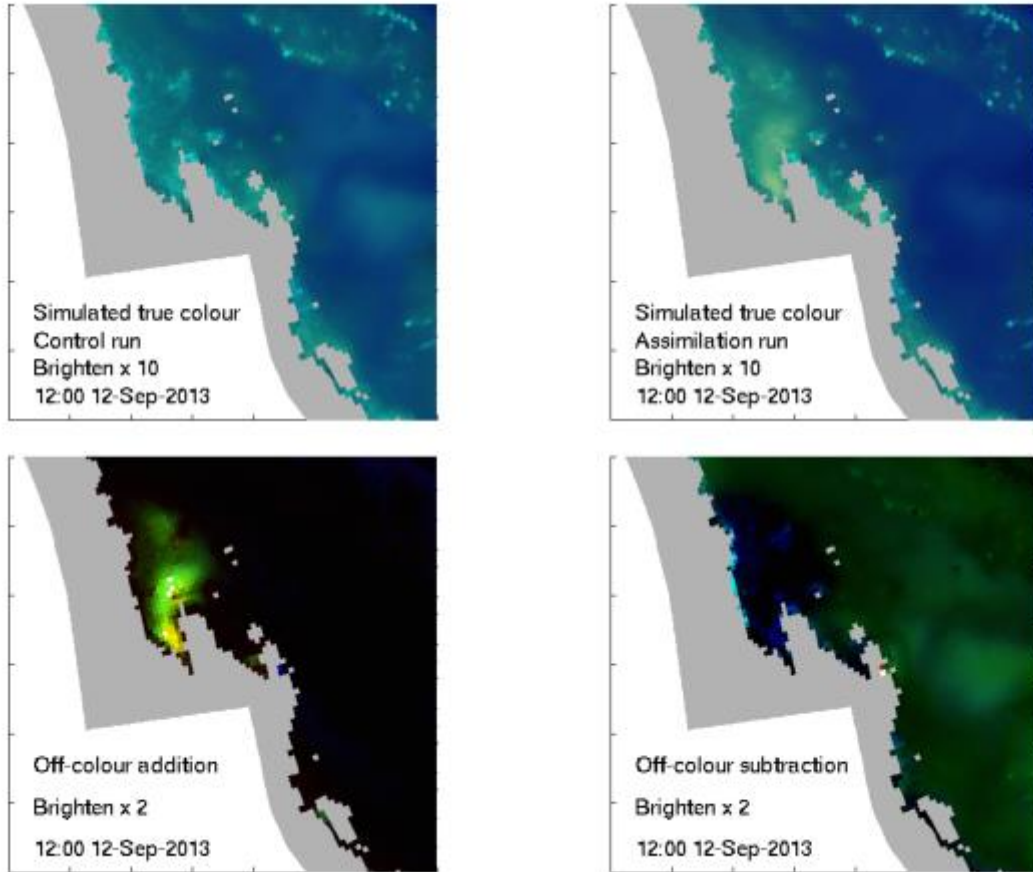 Simulated true colour
Control run
Brighten x 10
12:00 12-Sep-2013
Simulated true colour
Assimilation run
Brighten x 10
12:00 12-Sep-2013
Off-colour addition
Brighten x 2
12:00 12-Sep-2013
Off-colour subtraction
Brighten x 2
12:00 12-Sep-2013